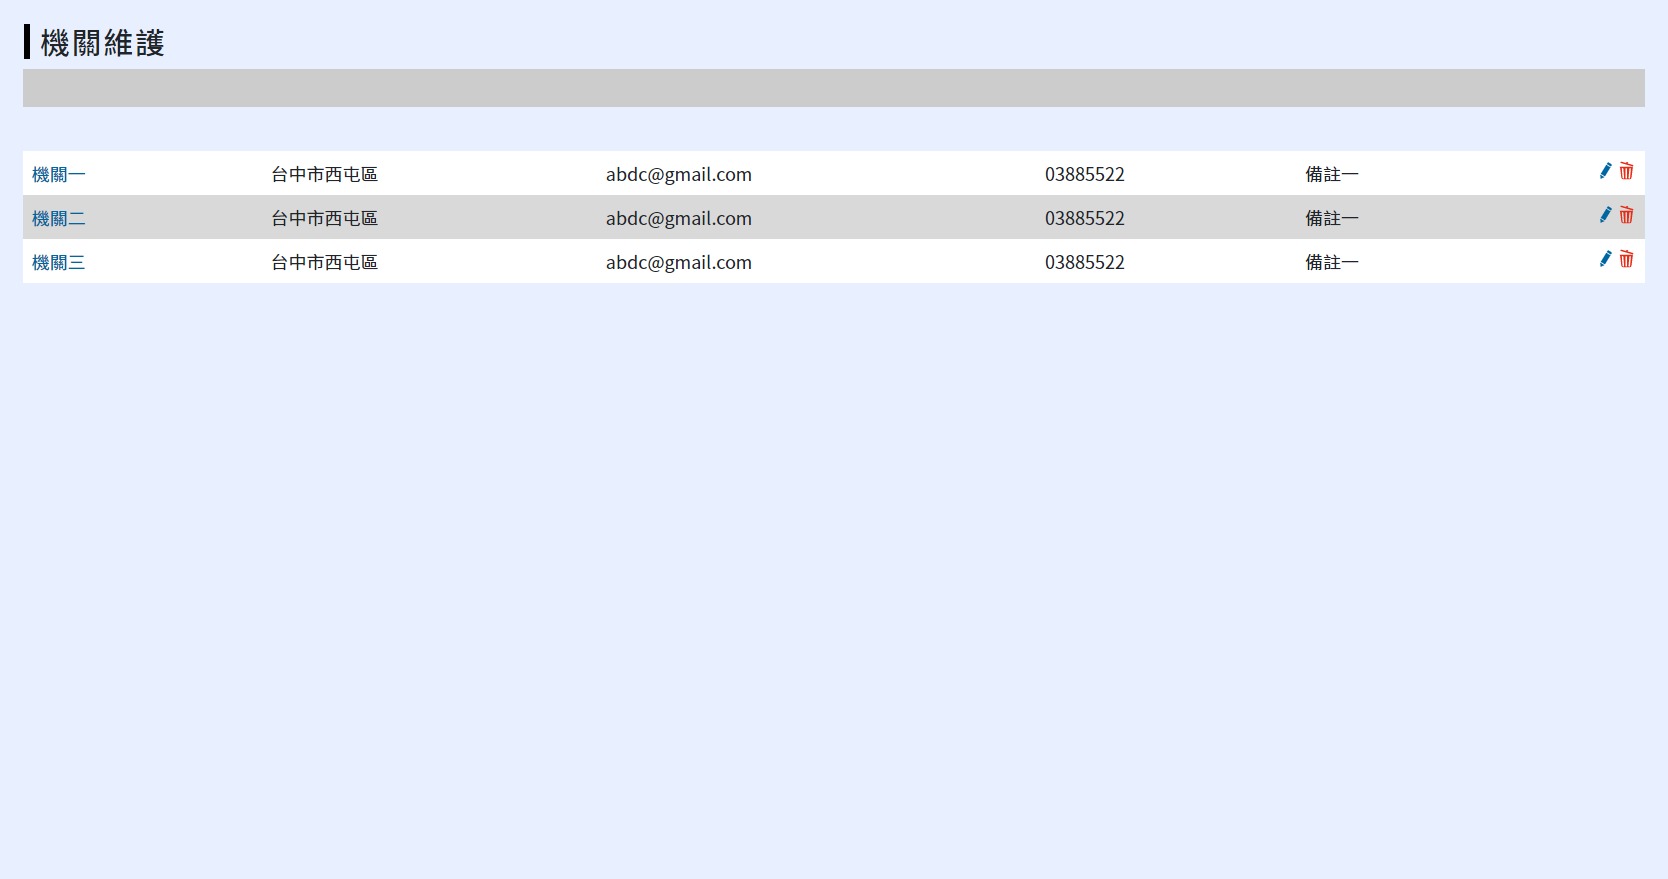 機關維護
機關一 台中市西屯區 abdc@gmail.com 03885522 備註一
機關二 台中市西屯區 abdc@gmail.com 03885522 備註一
機關三 台中市西屯區 abdc@gmail.com 03885522 備註一